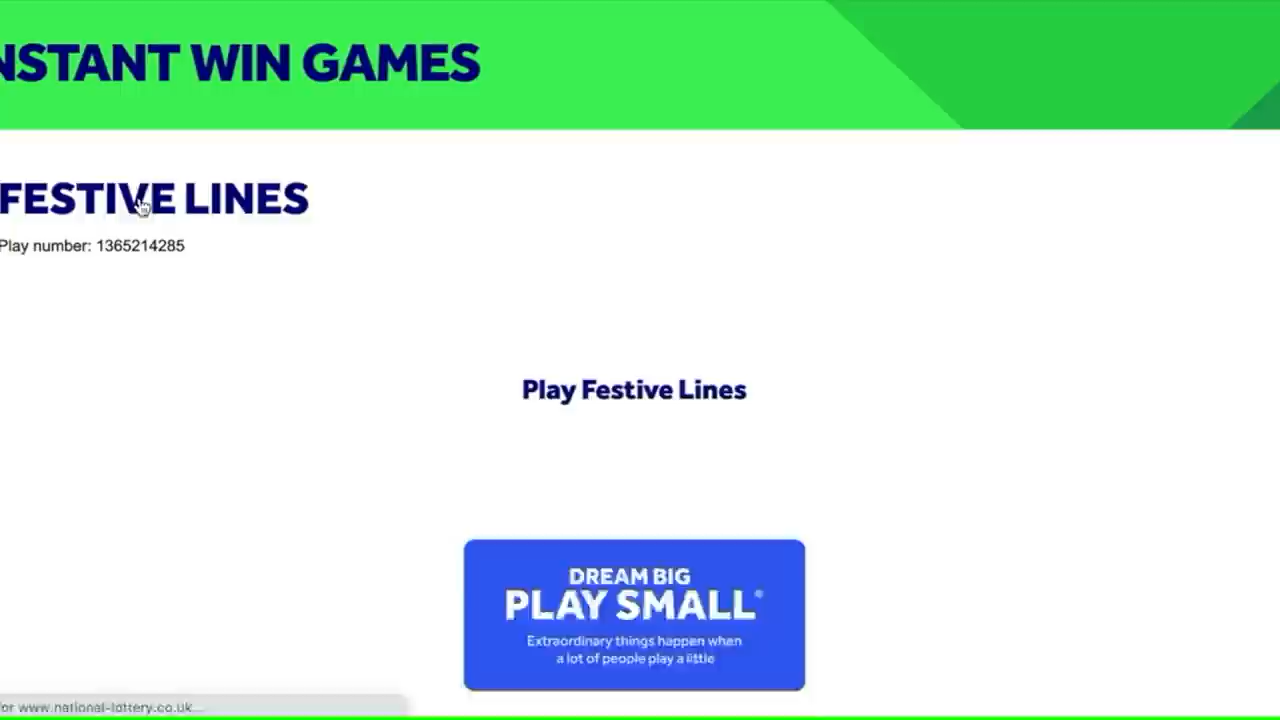 NSTANT WIN GAMES
FESTIVE LINES
Play number: 1365214285
Play Festive Lines
DREAM BIG
PLAY SMALL®
Extraordinary things happen when
a lot of people play a little
for www.national-lottery.co.uk...